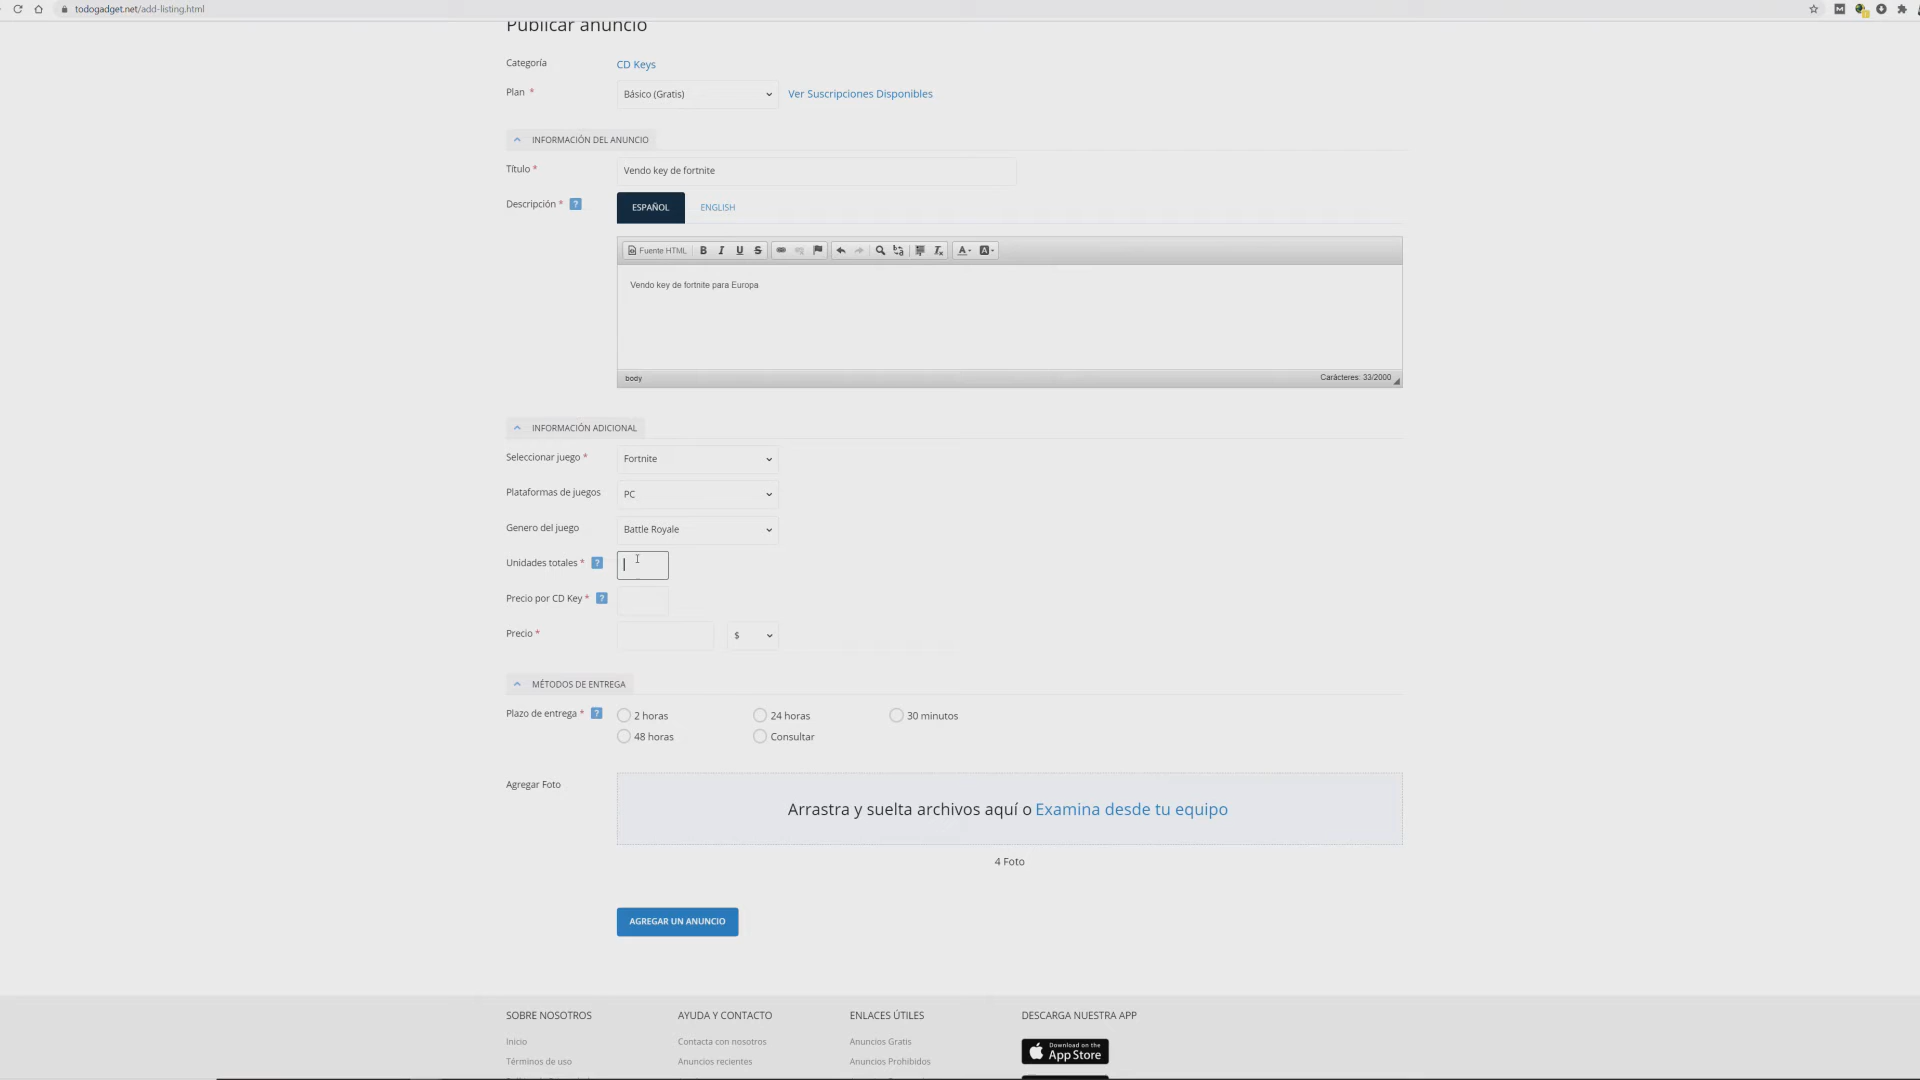 todogadget.net/add-listing.html
Publicar anuncio
Categoría
CD Keys
Plan *
Básico (Gratis)
Ver Suscripciones Disponibles
INFORMACIÓN DEL ANUNCIO
Título *
Vendo key de fortnite
Descripción * ?
ESPAÑOL
ENGLISH
Fuente HTML B I U S
Vendo key de fortnite para Europa
body
Carácteres: 33/2000
INFORMACIÓN ADICIONAL
Seleccionar juego *
Fortnite
Plataformas de juegos
PC
Genero del juego
Battle Royale
Unidades totales * ?
Precio por CD Key * ?
Precio *
$
MÉTODOS DE ENTREGA
Plazo de entrega * ?
2 horas
24 horas
30 minutos
48 horas
Consultar
Agregar Foto
Arrastra y suelta archivos aquí o Examina desde tu equipo
4 Foto
AGREGAR UN ANUNCIO
SOBRE NOSOTROS
AYUDA Y CONTACTO
ENLACES ÚTILES
DESCARGA NUESTRA APP
Inicio
Contacta con nosotros
Anuncios Gratis
Download on the
App Store
Términos de uso
Anuncios recientes
Anuncios Prohibidos